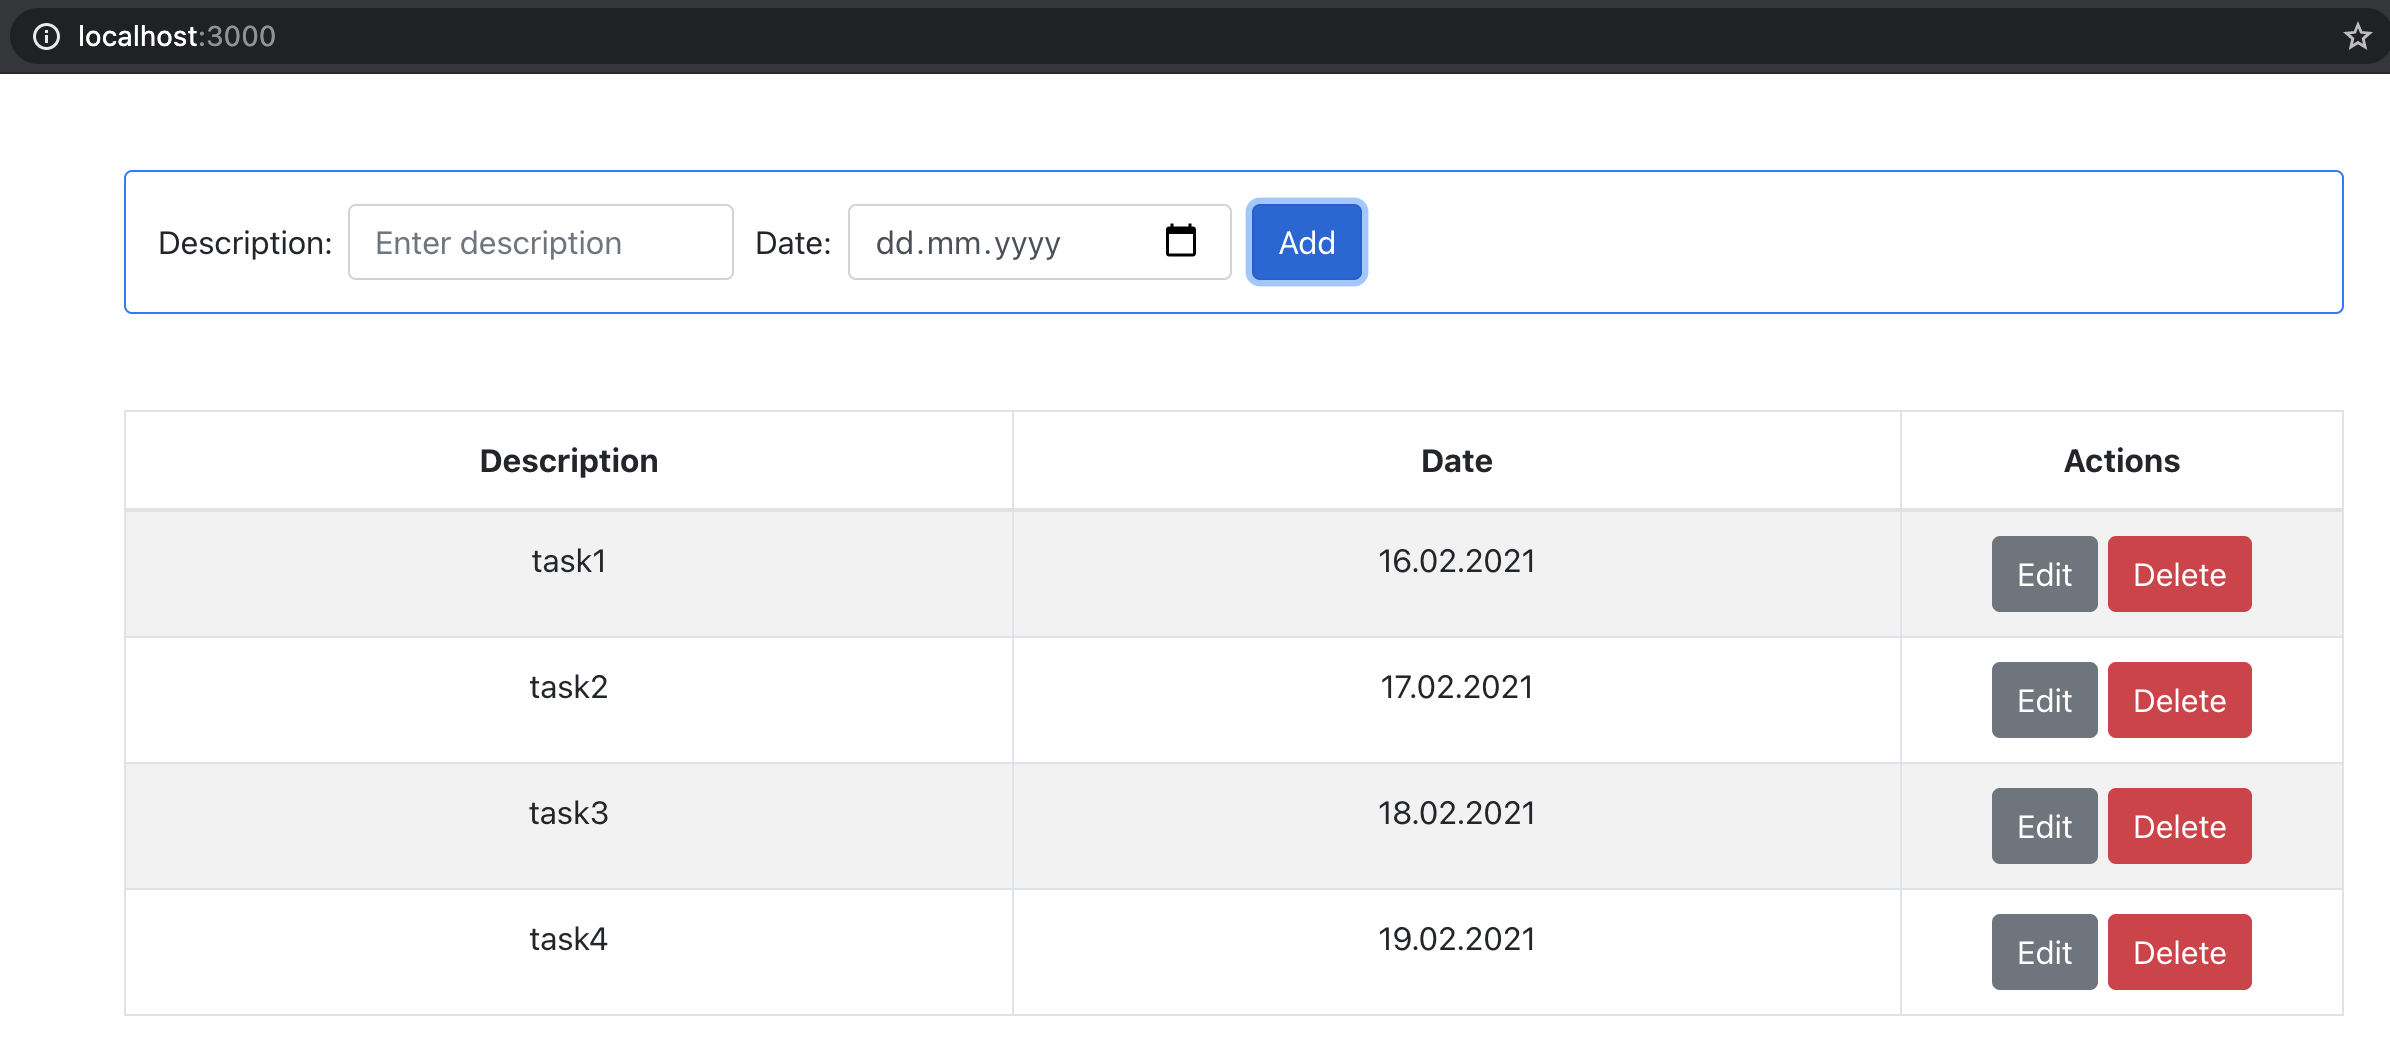 localhost:3000
Description: Enter description Date: dd.mm.yyyy Add
Description Date Actions
task1 16.02.2021 Edit Delete
task2 17.02.2021 Edit Delete
task3 18.02.2021 Edit Delete
task4 19.02.2021 Edit Delete